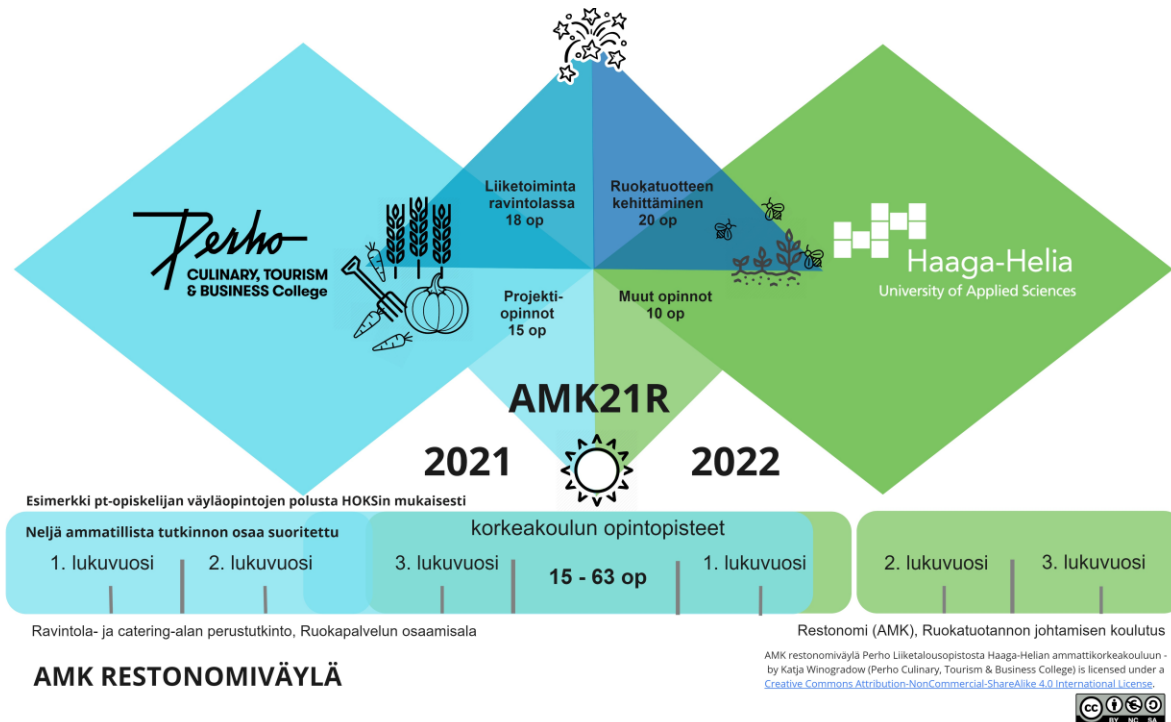 Liiketoiminta
ravintolassa
18 op
Ruokatuotteen
kehittäminen
20 op
Perho
CULINARY, TOURISM
& BUSINESS College
Haaga-Helia
University of Applied Sciences
Projekti-
opinnot
15 op
Muut opinnot
10 op
AMK21R
2021
2022
Esimerkki pt-opiskelijan väyläopintojen polusta HOKSin mukaisesti
Neljä ammatillista tutkinnon osaa suoritettu
korkeakoulun opintopisteet
1. lukuvuosi
2. lukuvuosi
3. lukuvuosi
15 - 63 op
1. lukuvuosi
2. lukuvuosi
3. lukuvuosi
Ravintola- ja catering-alan perustutkinto, Ruokapalvelun osaamisala
Restonomi (AMK), Ruokatuotannon johtamisen koulutus
AMK RESTONOMIVÄYLÄ
AMK restonomiväylä Perho Liiketalousopistosta Haaga-Helian ammattikorkeakouluun -
by Katja Winogradow (Perho Culinary, Tourism & Business College) is licensed under a
Creative Commons Attribution-NonCommercial-ShareAlike 4.0 International License.
cc
BY NC SA